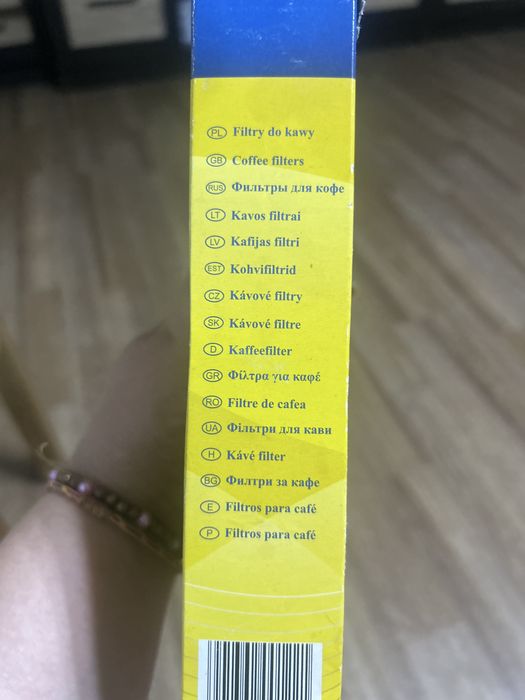 PL Filtry do kawy
GB Coffee filters
RUS Фильтры для кофе
LT Kavos filtrai
LV Kafijas filtri
EST Kohvifiltrid
CZ Kávové filtry
SK Kávové filtre
D Kaffeefilter
GR Φίλτρα για καφέ
RO Filtre de cafea
UA Фільтри для кави
H Kávé filter
BG Филтри за кафе
E Filtros para café
P Filtros para café